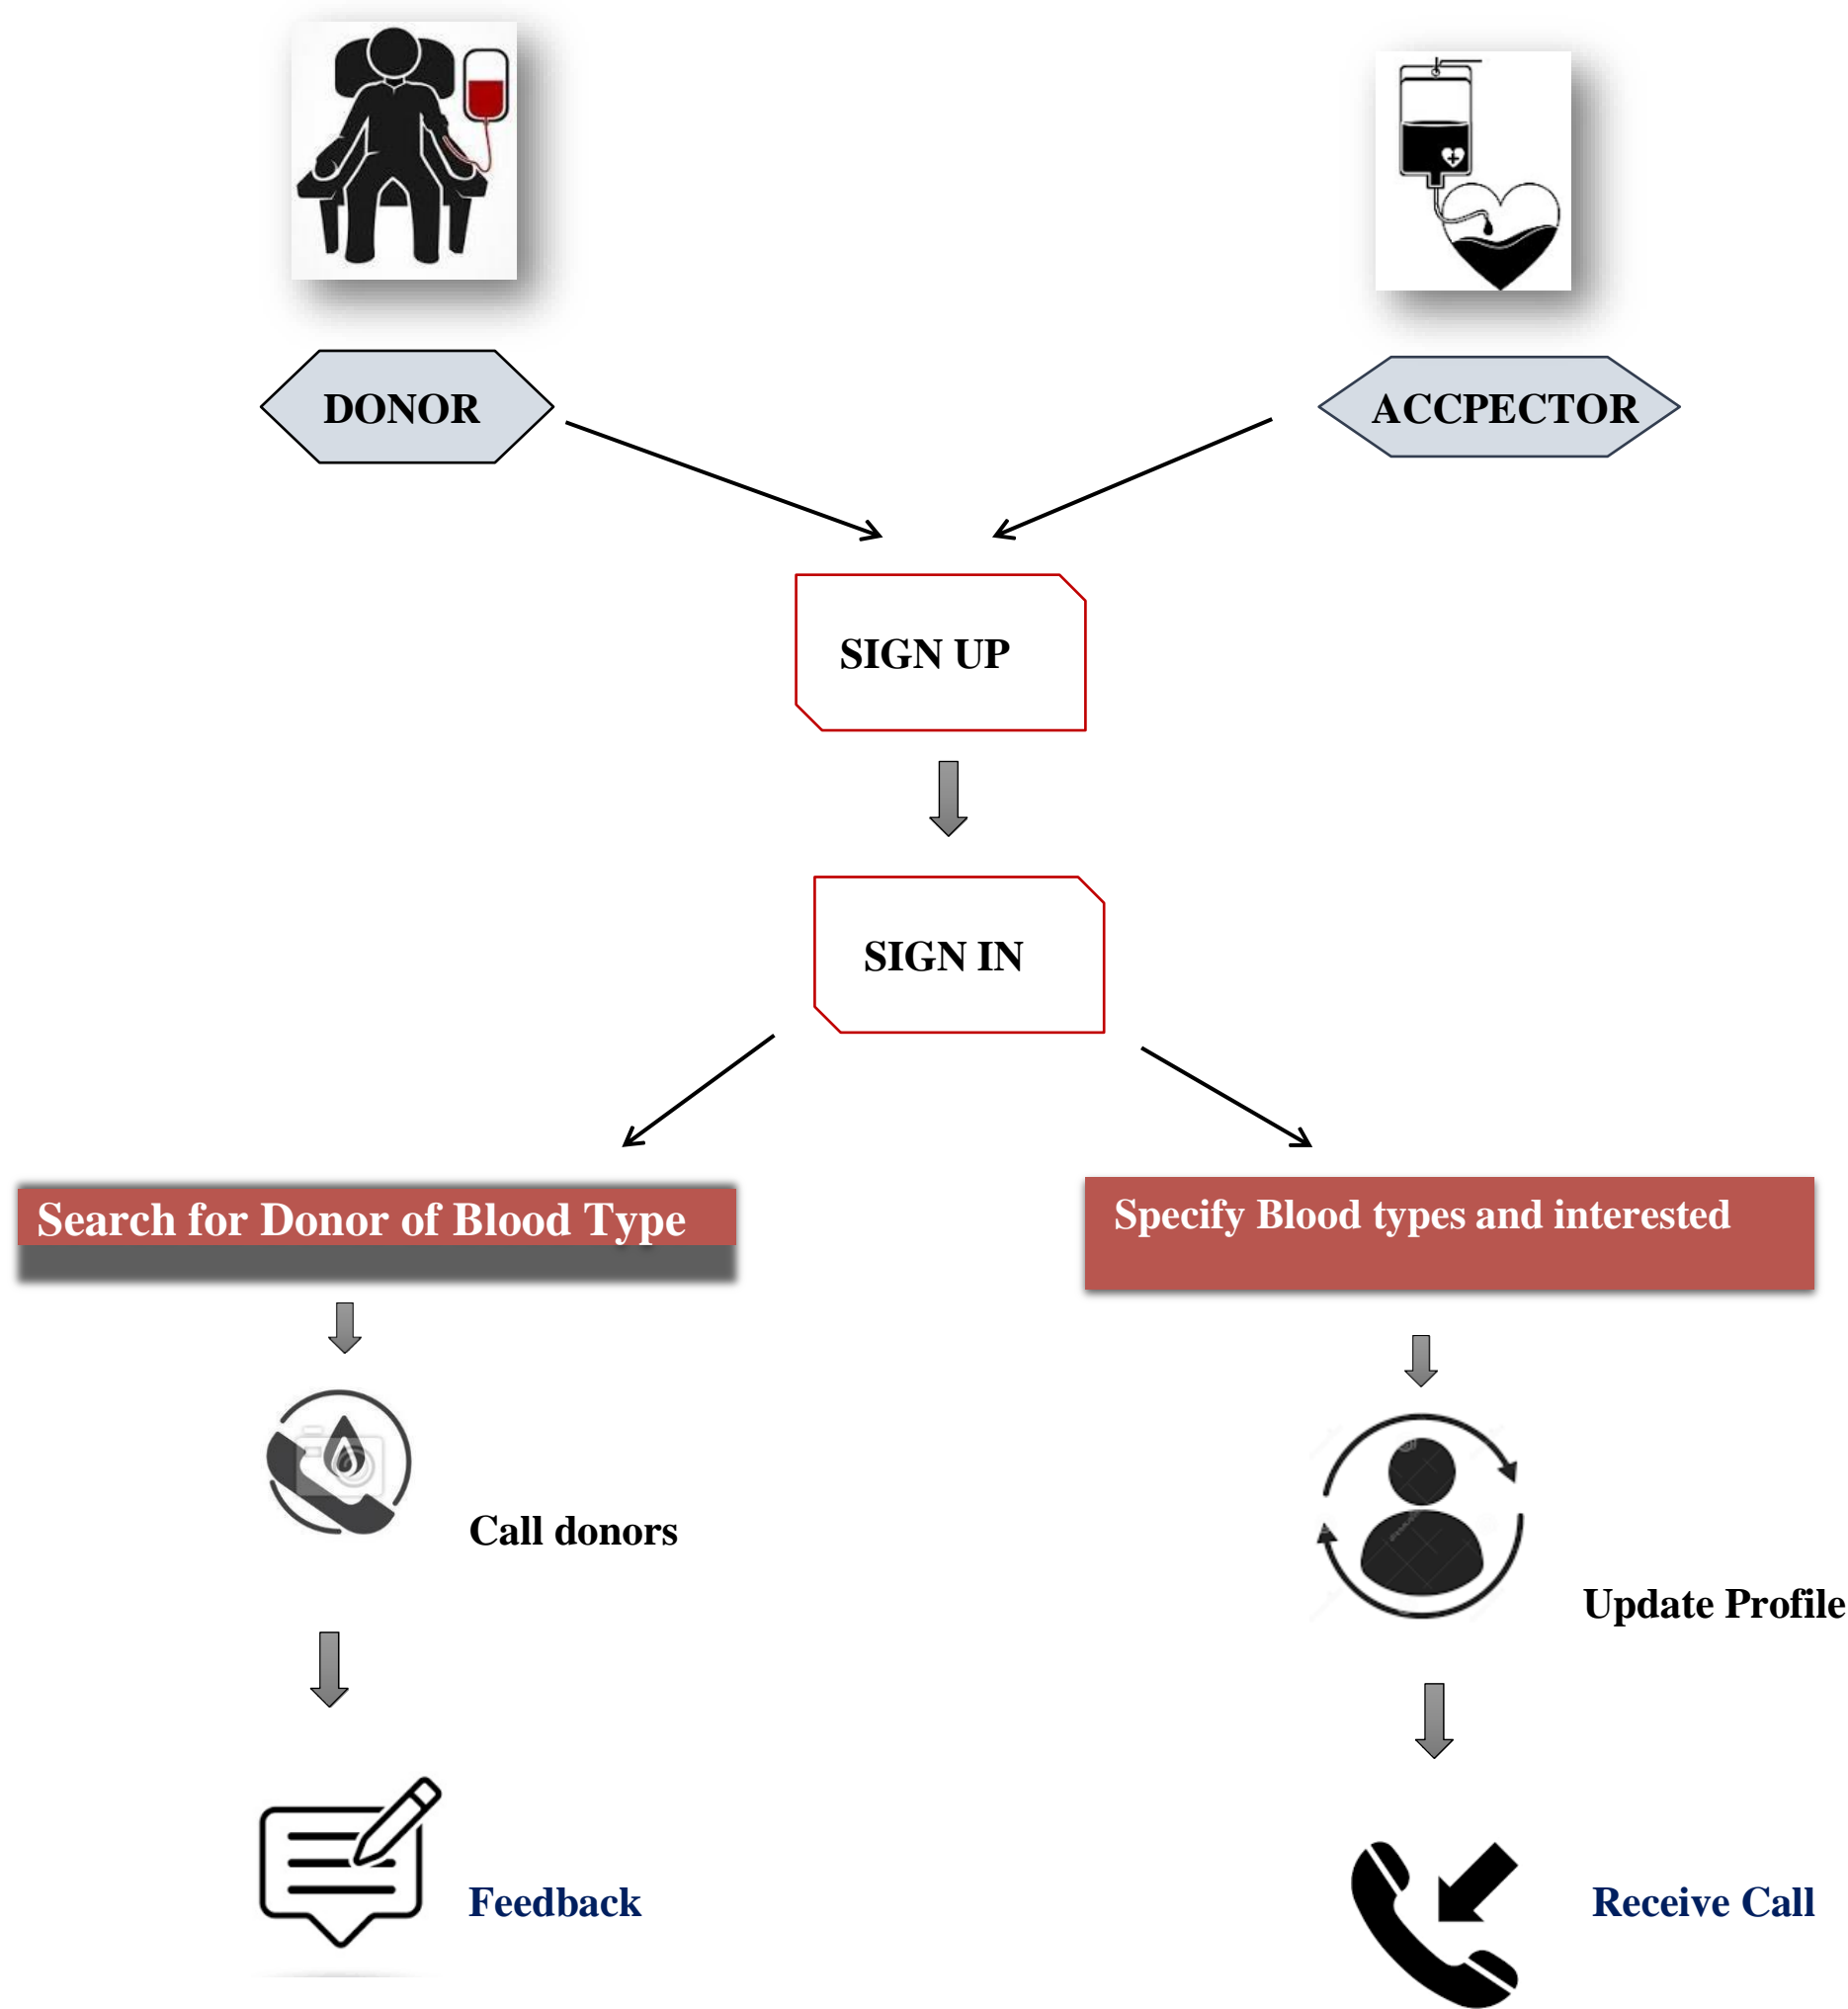 DONOR
ACCPECTOR
SIGN UP
SIGN IN
Search for Donor of Blood Type
Specify Blood types and interested
Call donors
Update Profile
Feedback
Receive Call